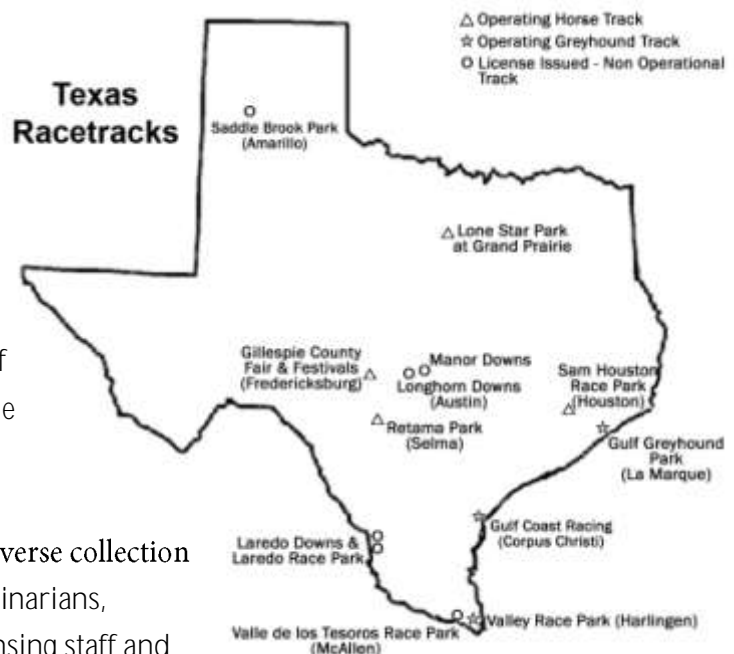 △ Operating Horse Track
☆ Operating Greyhound Track
○ License Issued - Non Operational
Track
Texas
Racetracks
Saddle Brook Park
(Amarillo)
Lone Star Park
at Grand Prairie
Gillespie County
Fair & Festivals
(Fredericksburg)
Manor Downs
Longhorn Downs
(Austin)
Sam Houston
Race Park
(Houston)
Retama Park
(Selma)
Gulf Greyhound
Park
(La Marque)
Gulf Coast Racing
(Corpus Christi)
Laredo Downs &
Laredo Race Park
Valley Race Park (Harlingen)
Valle de los Tesoros Race Park
(McAllen)
f
e
verse collection
inarians,
nsing staff and